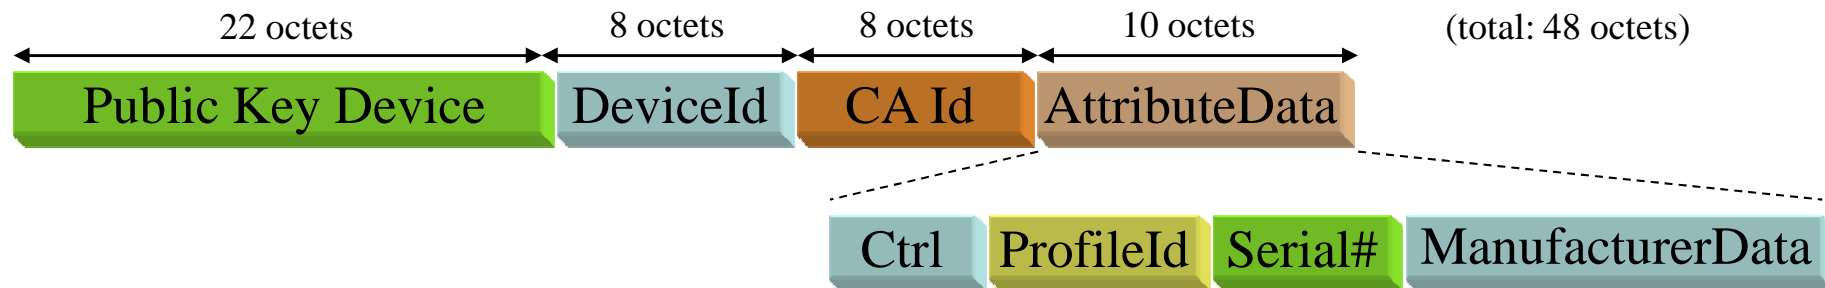 22 octets 8 octets 8 octets 10 octets (total: 48 octets)
Public Key Device DeviceId CA Id AttributeData
Ctrl ProfileId Serial# ManufacturerData